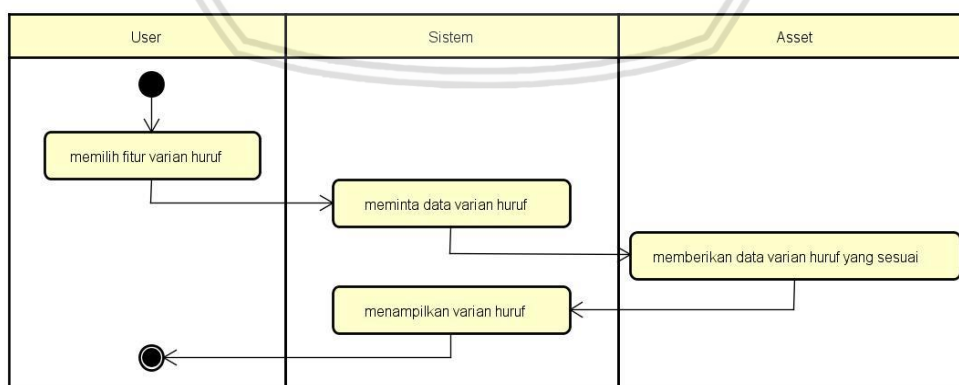 User
Sistem
Asset
memilih fitur varian huruf
meminta data varian huruf
memberikan data varian huruf yang sesuai
menampilkan varian huruf